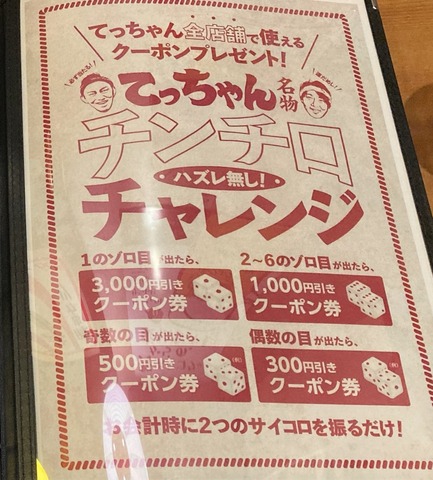 てっちゃん全店舗で使える
クーポンプレゼント!
てっちゃん名物
チンチロ
ハズレ無し!
チャレンジ
1のゾロ目が出たら、
3,000円引き
クーポン券
2〜6のゾロ目が出たら、
1,000円引き
クーポン券
奇数の目が出たら、
500円引き
クーポン券
偶数の目が出たら、
300円引き
クーポン券
お会計時に2つのサイコロを振るだけ!